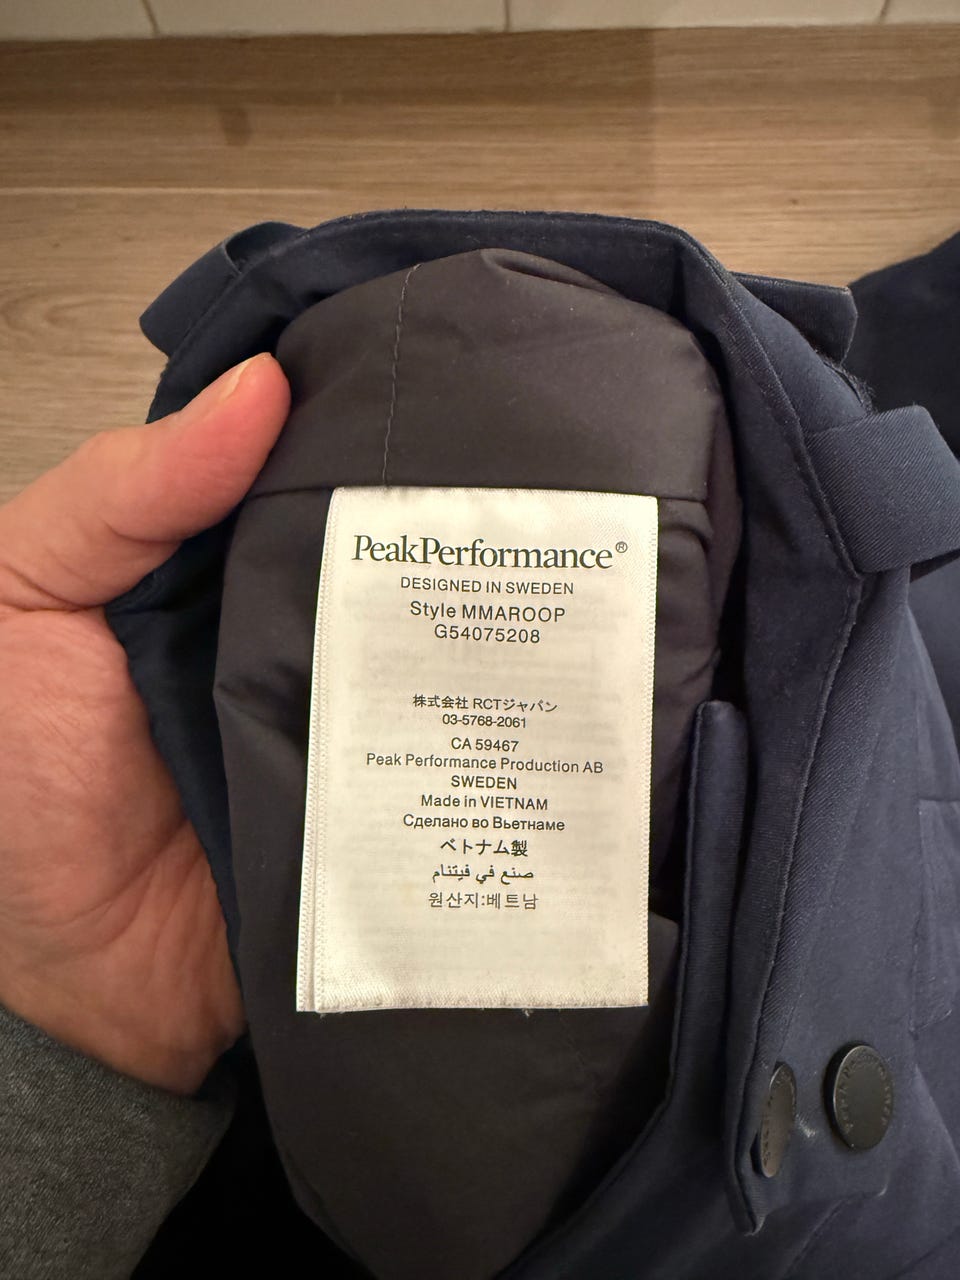 PeakPerformance®
DESIGNED IN SWEDEN
Style MMAROOP
G54075208
株式会社 RCTジャパン
03-5768-2061
CA 59467
Peak Performance Production AB
SWEDEN
Made in VIETNAM
Сделано во Вьетнаме
ベトナム製
صنع في فيتنام
원산지:베트남